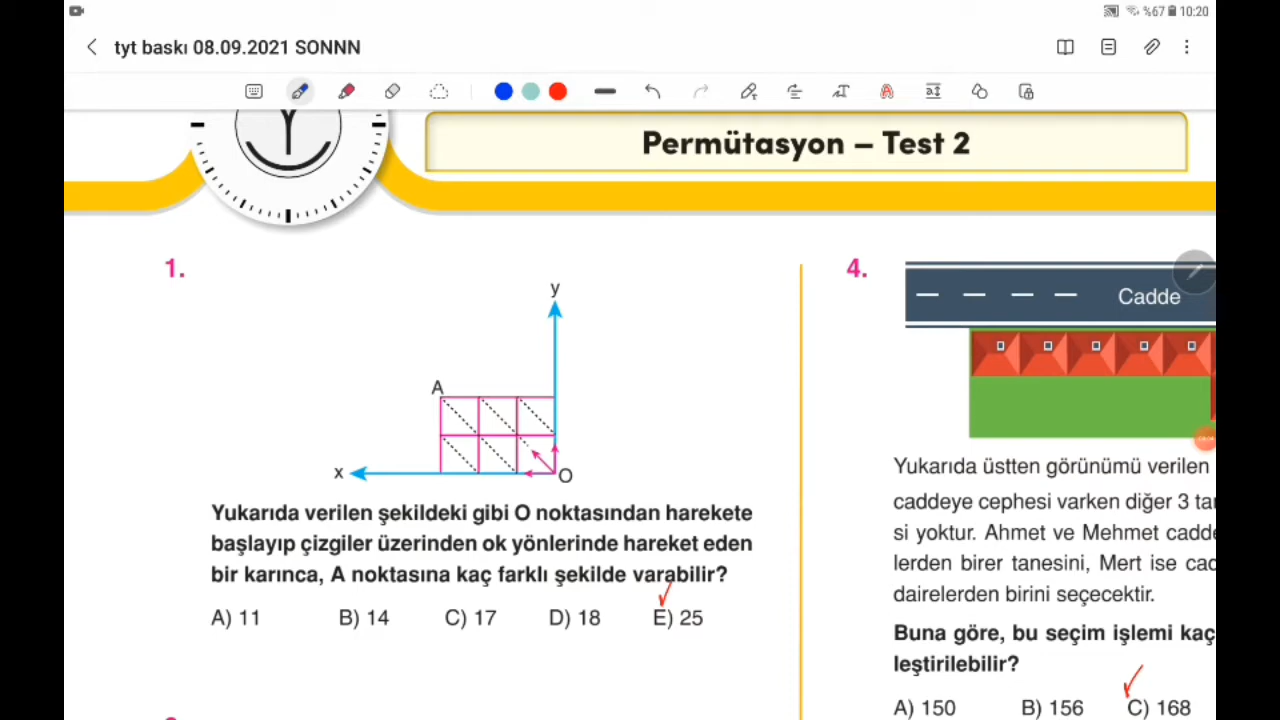 %67 10:20
tyt baskı 08.09.2021 SONNN
Permütasyon – Test 2
1.
y
A
x
O
Yukarıda verilen şekildeki gibi O noktasından harekete
başlayıp çizgiler üzerinden ok yönlerinde hareket eden
bir karınca, A noktasına kaç farklı şekilde varabilir?
A) 11 B) 14 C) 17 D) 18 E) 25
4.
Cadde
Yukarıda üstten görünümü verilen
caddeye cephesi varken diğer 3 tar
si yoktur. Ahmet ve Mehmet cadde
lerden birer tanesini, Mert ise cad
dairelerden birini seçecektir.
Buna göre, bu seçim işlemi kaç
leştirilebilir?
A) 150 B) 156 C) 168